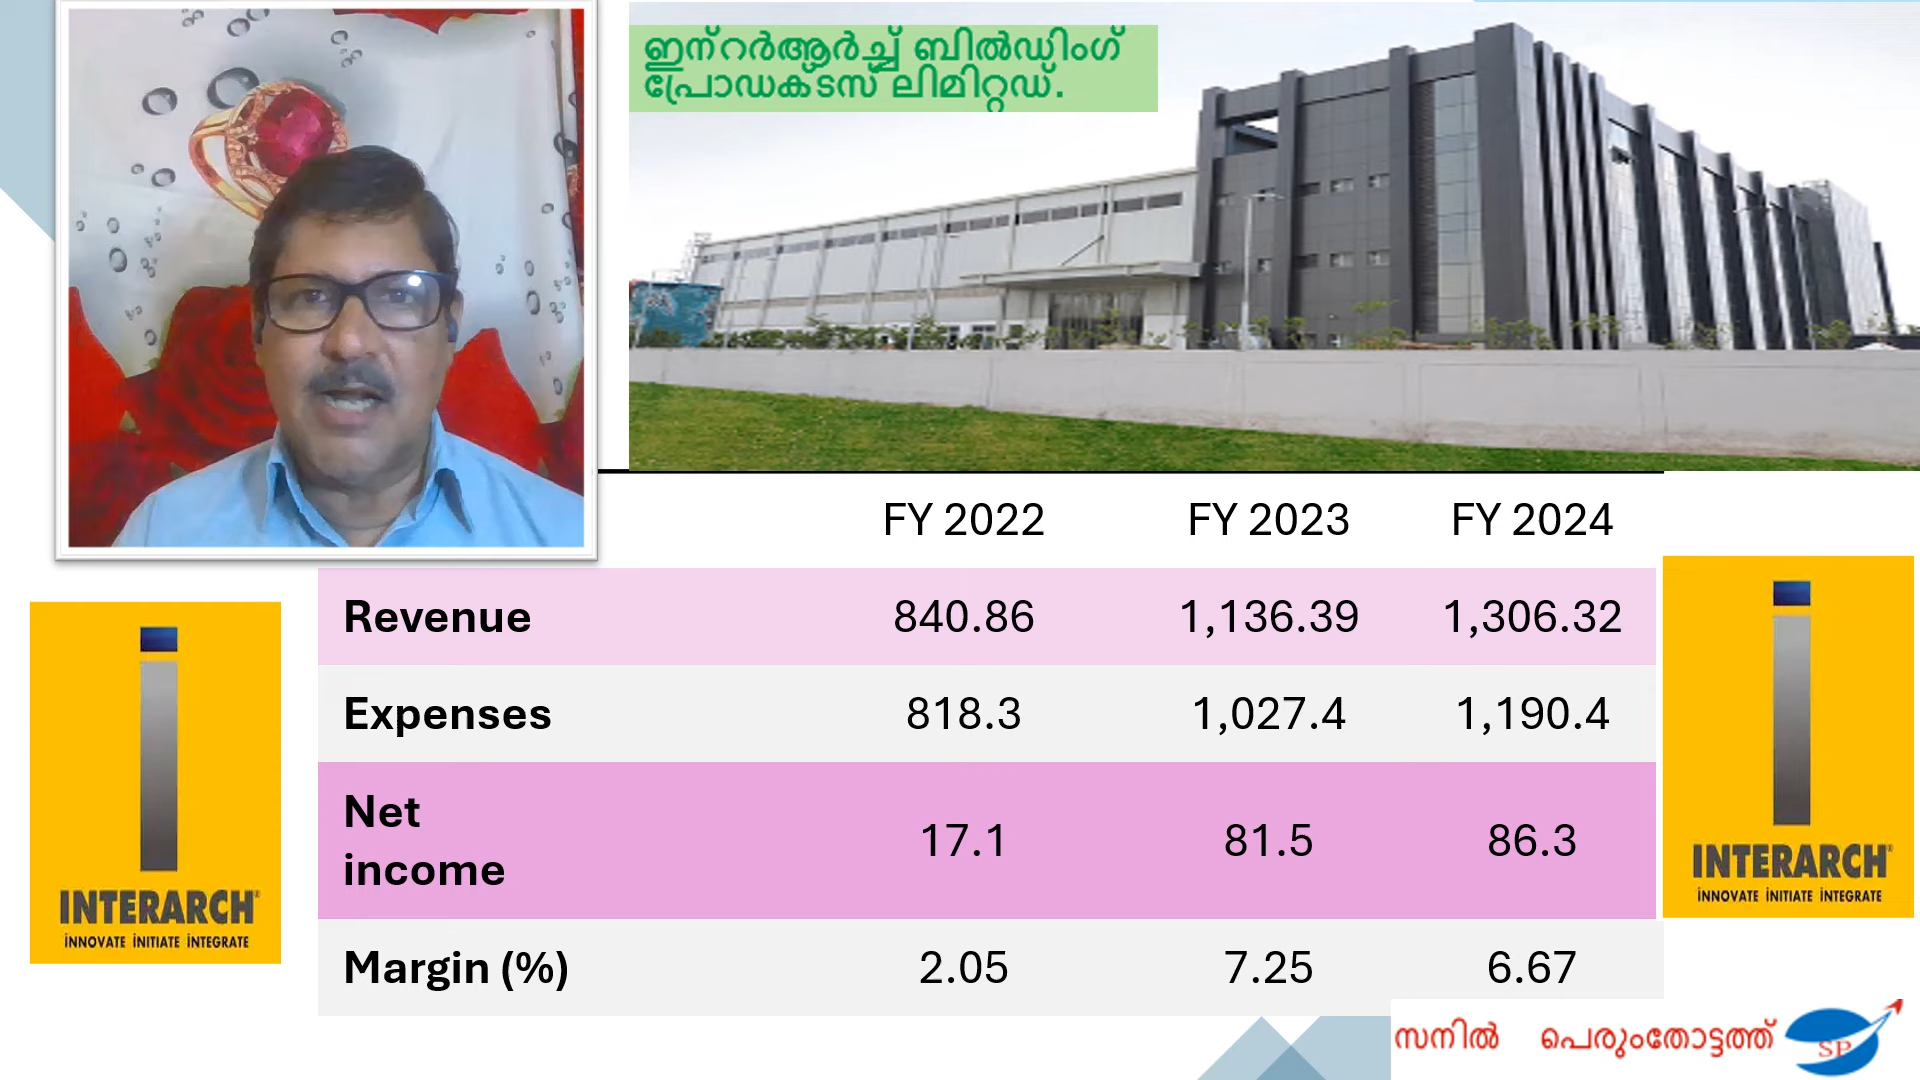 ഇന്റർആർച്ച് ബിൽഡിംഗ്
പ്രോഡക്ടസ് ലിമിറ്റഡ്.
FY 2022 FY 2023 FY 2024
Revenue 840.86 1,136.39 1,306.32
Expenses 818.3 1,027.4 1,190.4
Net
income 17.1 81.5 86.3
Margin (%) 2.05 7.25 6.67
INTERARCH®
iNNOVATE iNITIATE iNTEGRATE
INTERARCH®
iNNOVATE iNITIATE iNTEGRATE
സനിൽ പെരുംതോട്ടത്ത്
SP